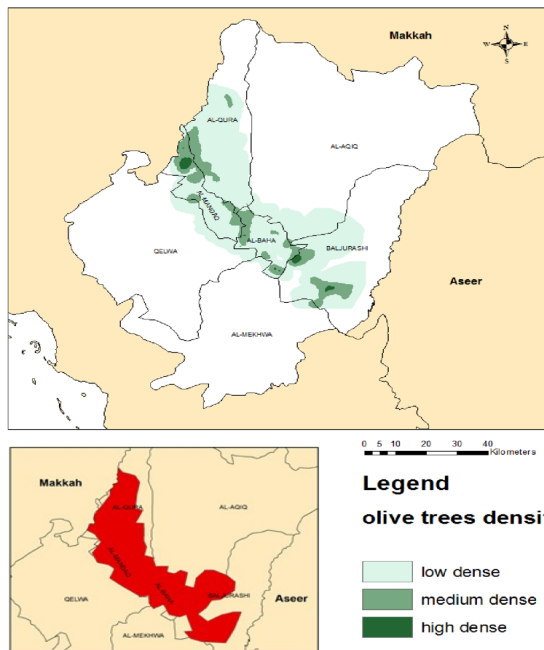 Makkah
N
W E
S
AL-QURA
AL-AQIQ
AL-MANDAQ
AL-BAHA
BALJURASHI
QELWA
Aseer
AL-MEKHWA
0 5 10 20 30 40
Kilometers
Makkah
AL-QURA
AL-AQIQ
AL-MANDAQ
QELWA
AL-BAHA
BALJURASHI
Aseer
AL-MEKHWA
Legend
olive trees densit
low dense
medium dense
high dense